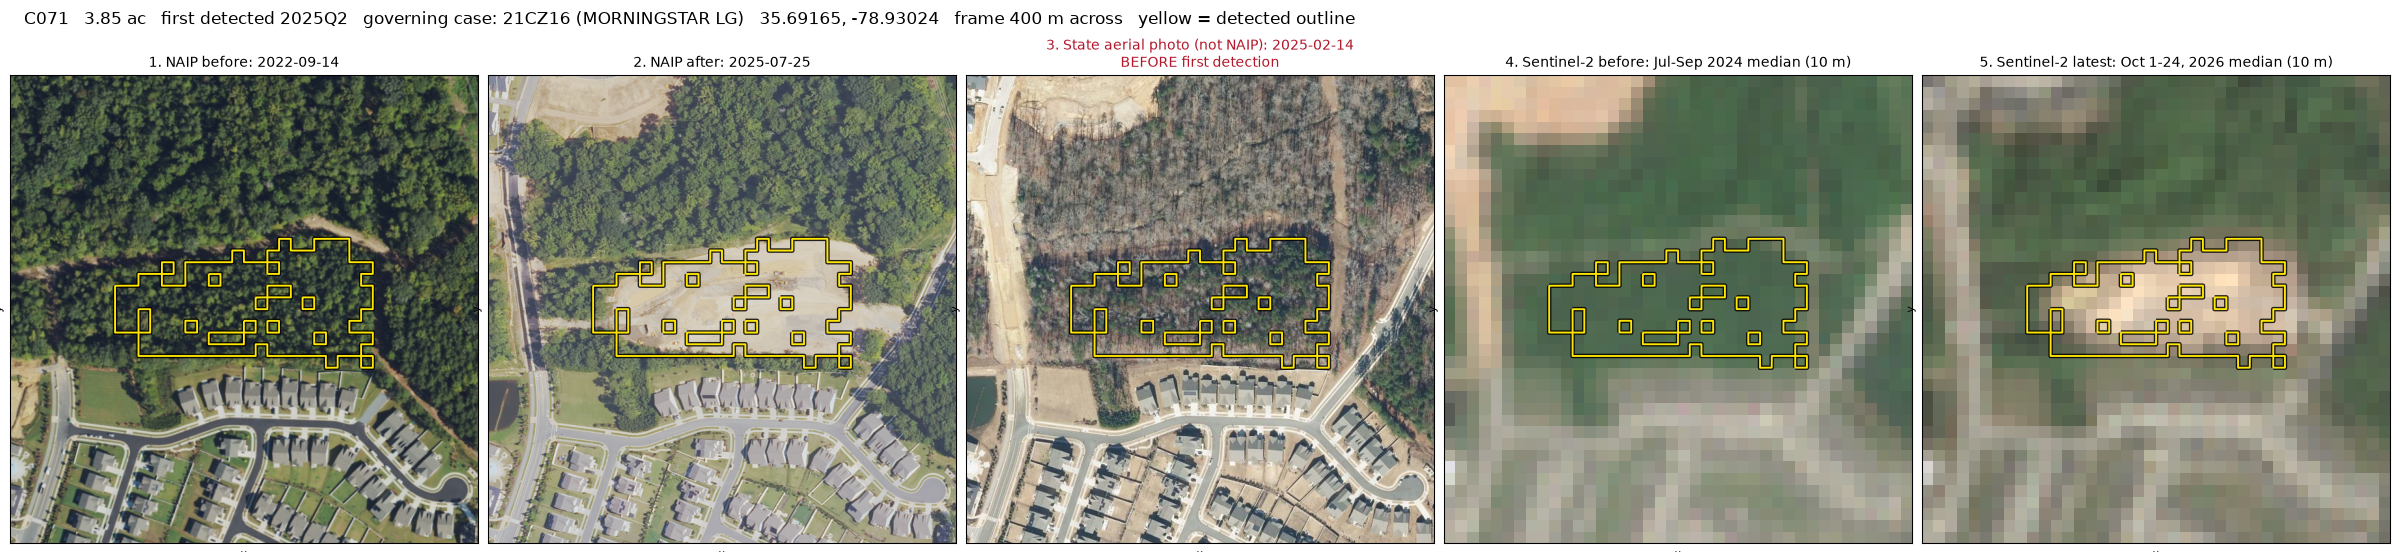 C071   3.85 ac   first detected 2025Q2   governing case: 21CZ16 (MORNINGSTAR LG)   35.69165, -78.93024   frame 400 m across   yellow = detected outline
1. NAIP before: 2022-09-14
2. NAIP after: 2025-07-25
3. State aerial photo (not NAIP): 2025-02-14
BEFORE first detection
4. Sentinel-2 before: Jul-Sep 2024 median (10 m)
5. Sentinel-2 latest: Oct 1-24, 2026 median (10 m)